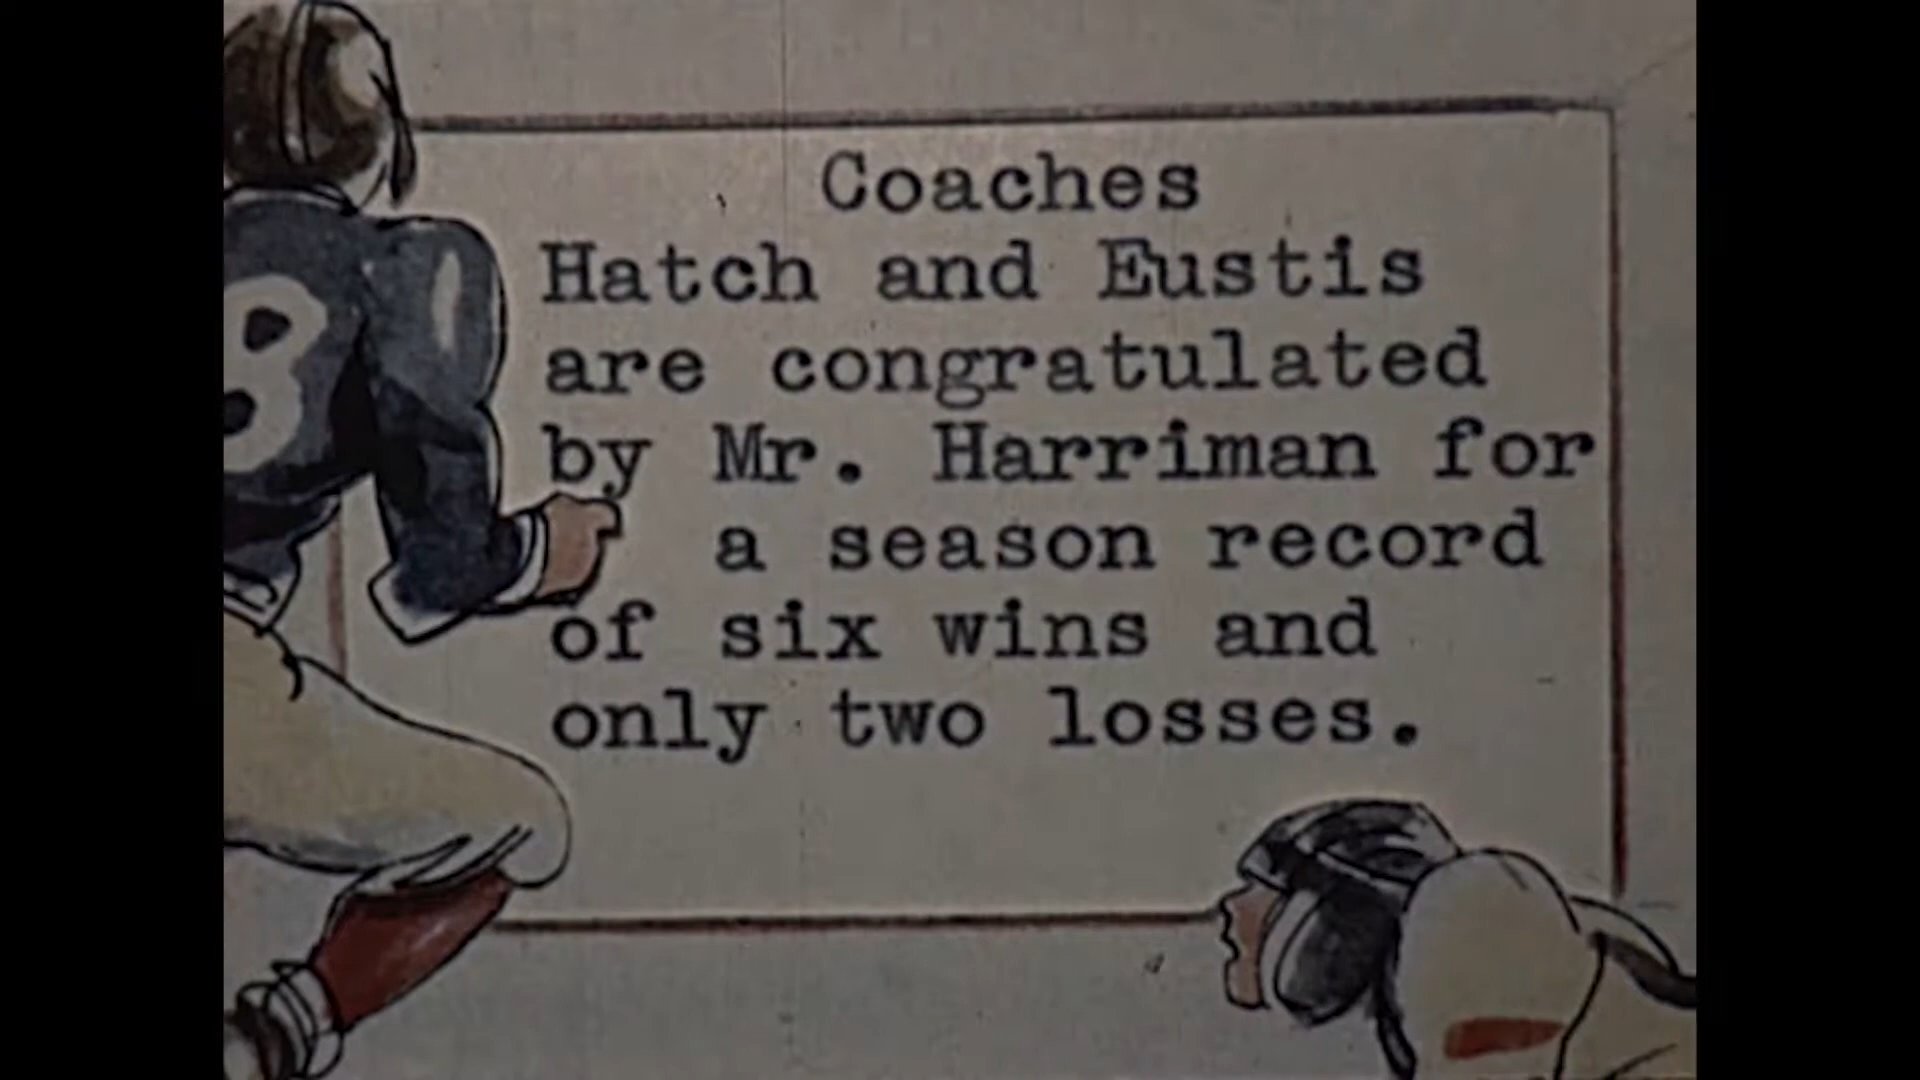 Coaches
Hatch and Eustis
are congratulated
by Mr. Harriman for
a season record
of six wins and
only two losses.
8